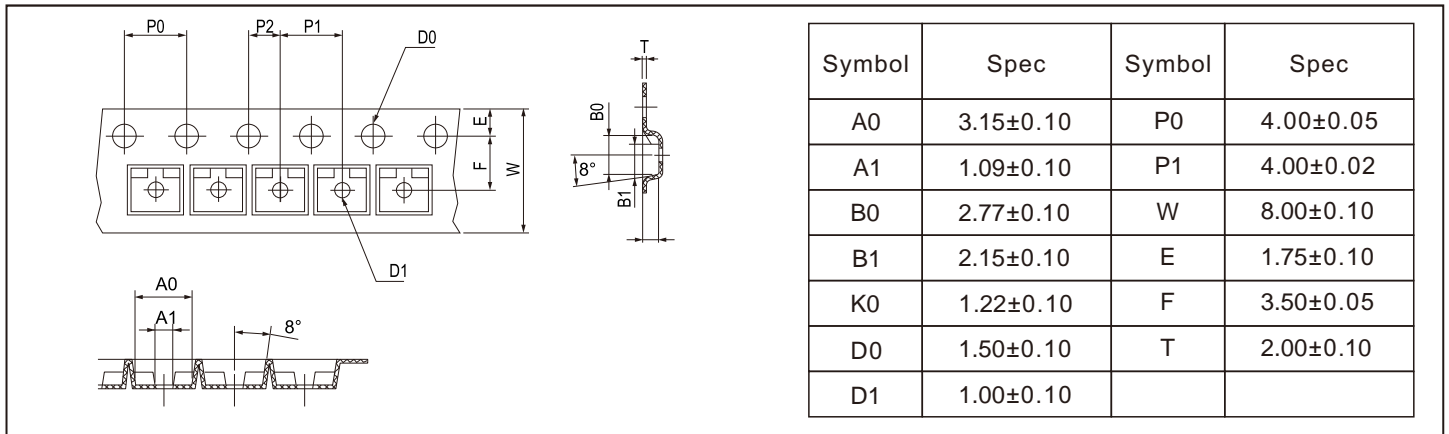 P0 P2 P1 D0
T
E
F
W
B0
8°
B1
D1
A0
A1
8°
Symbol Spec Symbol Spec
A0 3.15±0.10 P0 4.00±0.05
A1 1.09±0.10 P1 4.00±0.02
B0 2.77±0.10 W 8.00±0.10
B1 2.15±0.10 E 1.75±0.10
K0 1.22±0.10 F 3.50±0.05
D0 1.50±0.10 T 2.00±0.10
D1 1.00±0.10